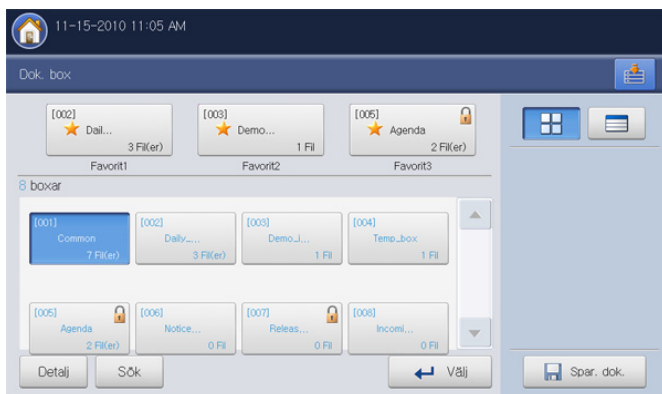 11-15-2010 11:05 AM
Dok. box
[002] [003] [005]
Dail... Demo... Agenda
3 Fil(er) 1 Fil 2 Fil(er)
Favorit1 Favorit2 Favorit3
8 boxar
[001] [002] [003] [004]
Common Daily_... Demo_i... Temp_box
7 Fil(er) 3 Fil(er) 1 Fil 1 Fil
[005] [006] [007] [008]
Agenda Notice... Releas... Incomi...
2 Fil(er) 0 Fil 0 Fil 0 Fil
Detalj Sök Välj Spar. dok.